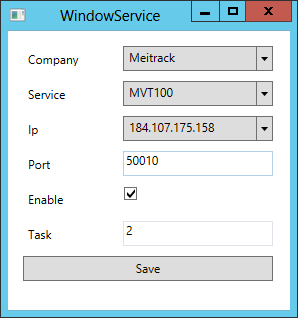 WindowService
Company Meitrack
Service MVT100
Ip 184.107.175.158
Port 50010
Enable
Task 2
Save